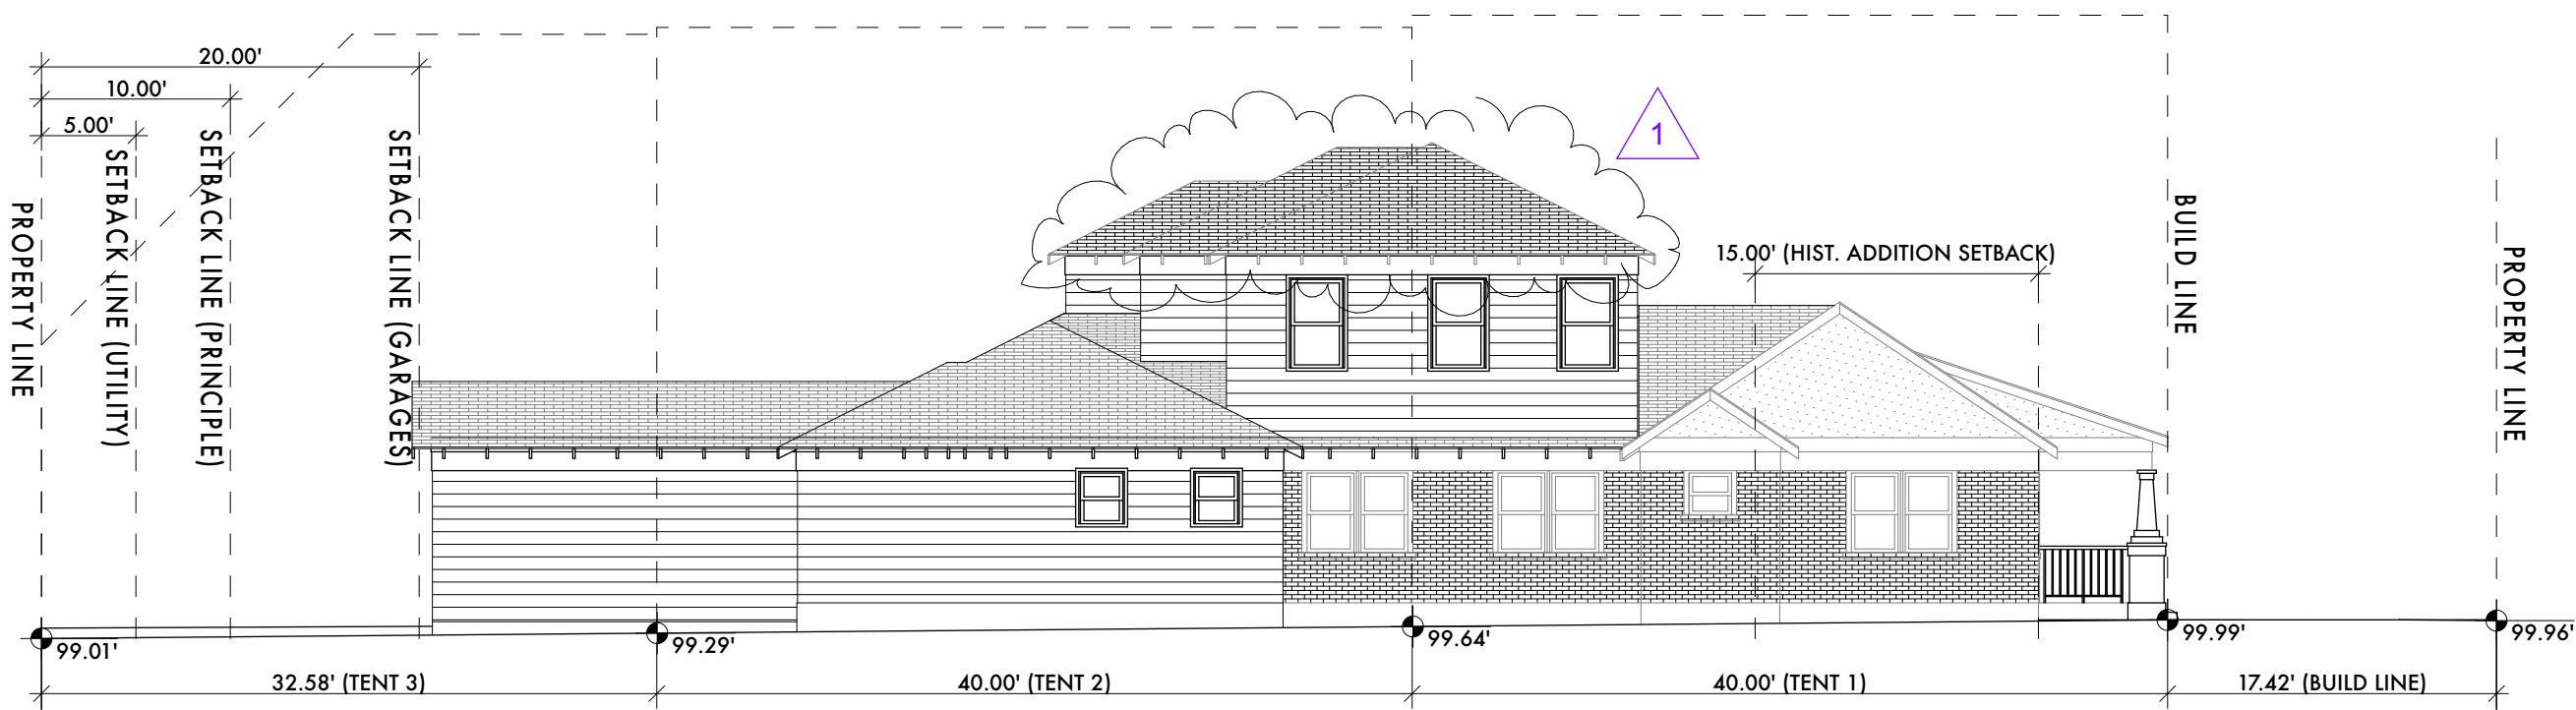 20.00'
10.00'
5.00'
PROPERTY LINE
SETBACK LINE (UTILITY)
SETBACK LINE (PRINCIPLE)
SETBACK LINE (GARAGES)
1
15.00' (HIST. ADDITION SETBACK)
BUILD LINE
PROPERTY LINE
99.01'
99.29'
99.64'
99.99'
99.96'
32.58' (TENT 3)
40.00' (TENT 2)
40.00' (TENT 1)
17.42' (BUILD LINE)